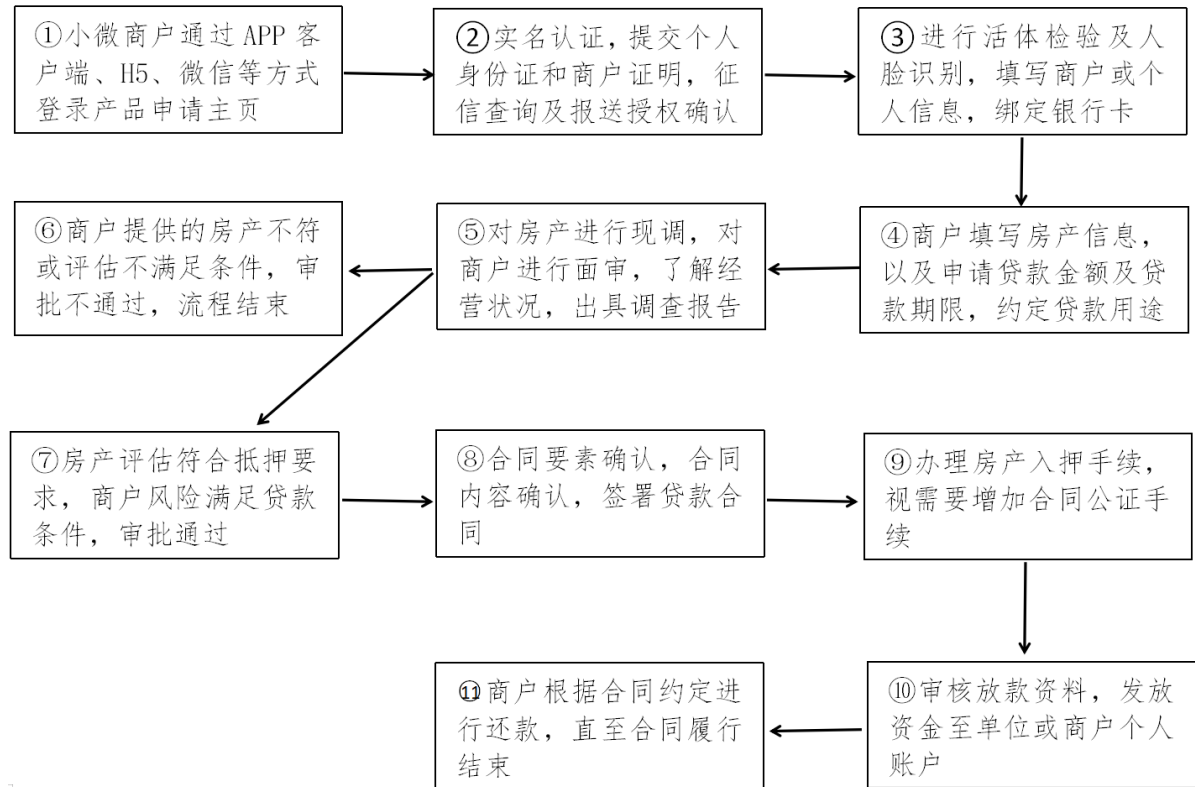 ①小微商户通过 APP 客
户端、H5、微信等方式
登录产品申请主页
②实名认证，提交个人
身份证和商户证明，征
信查询及报送授权确认
③进行活体检验及人
脸识别，填写商户或个
人信息，绑定银行卡
④商户填写房产信息，
以及申请贷款金额及贷
款期限，约定贷款用途
⑤对房产进行现调，对
商户进行面审，了解经
营状况，出具调查报告
⑥商户提供的房产不符
或评估不满足条件，审
批不通过，流程结束
⑦房产评估符合抵押要
求，商户风险满足贷款
条件，审批通过
⑧合同要素确认，合同
内容确认，签署贷款合
同
⑨办理房产入押手续，
视需要增加合同公证手
续
⑩审核放款资料，发放
资金至单位或商户个人
账户
⑪商户根据合同约定进
行还款，直至合同履行
结束